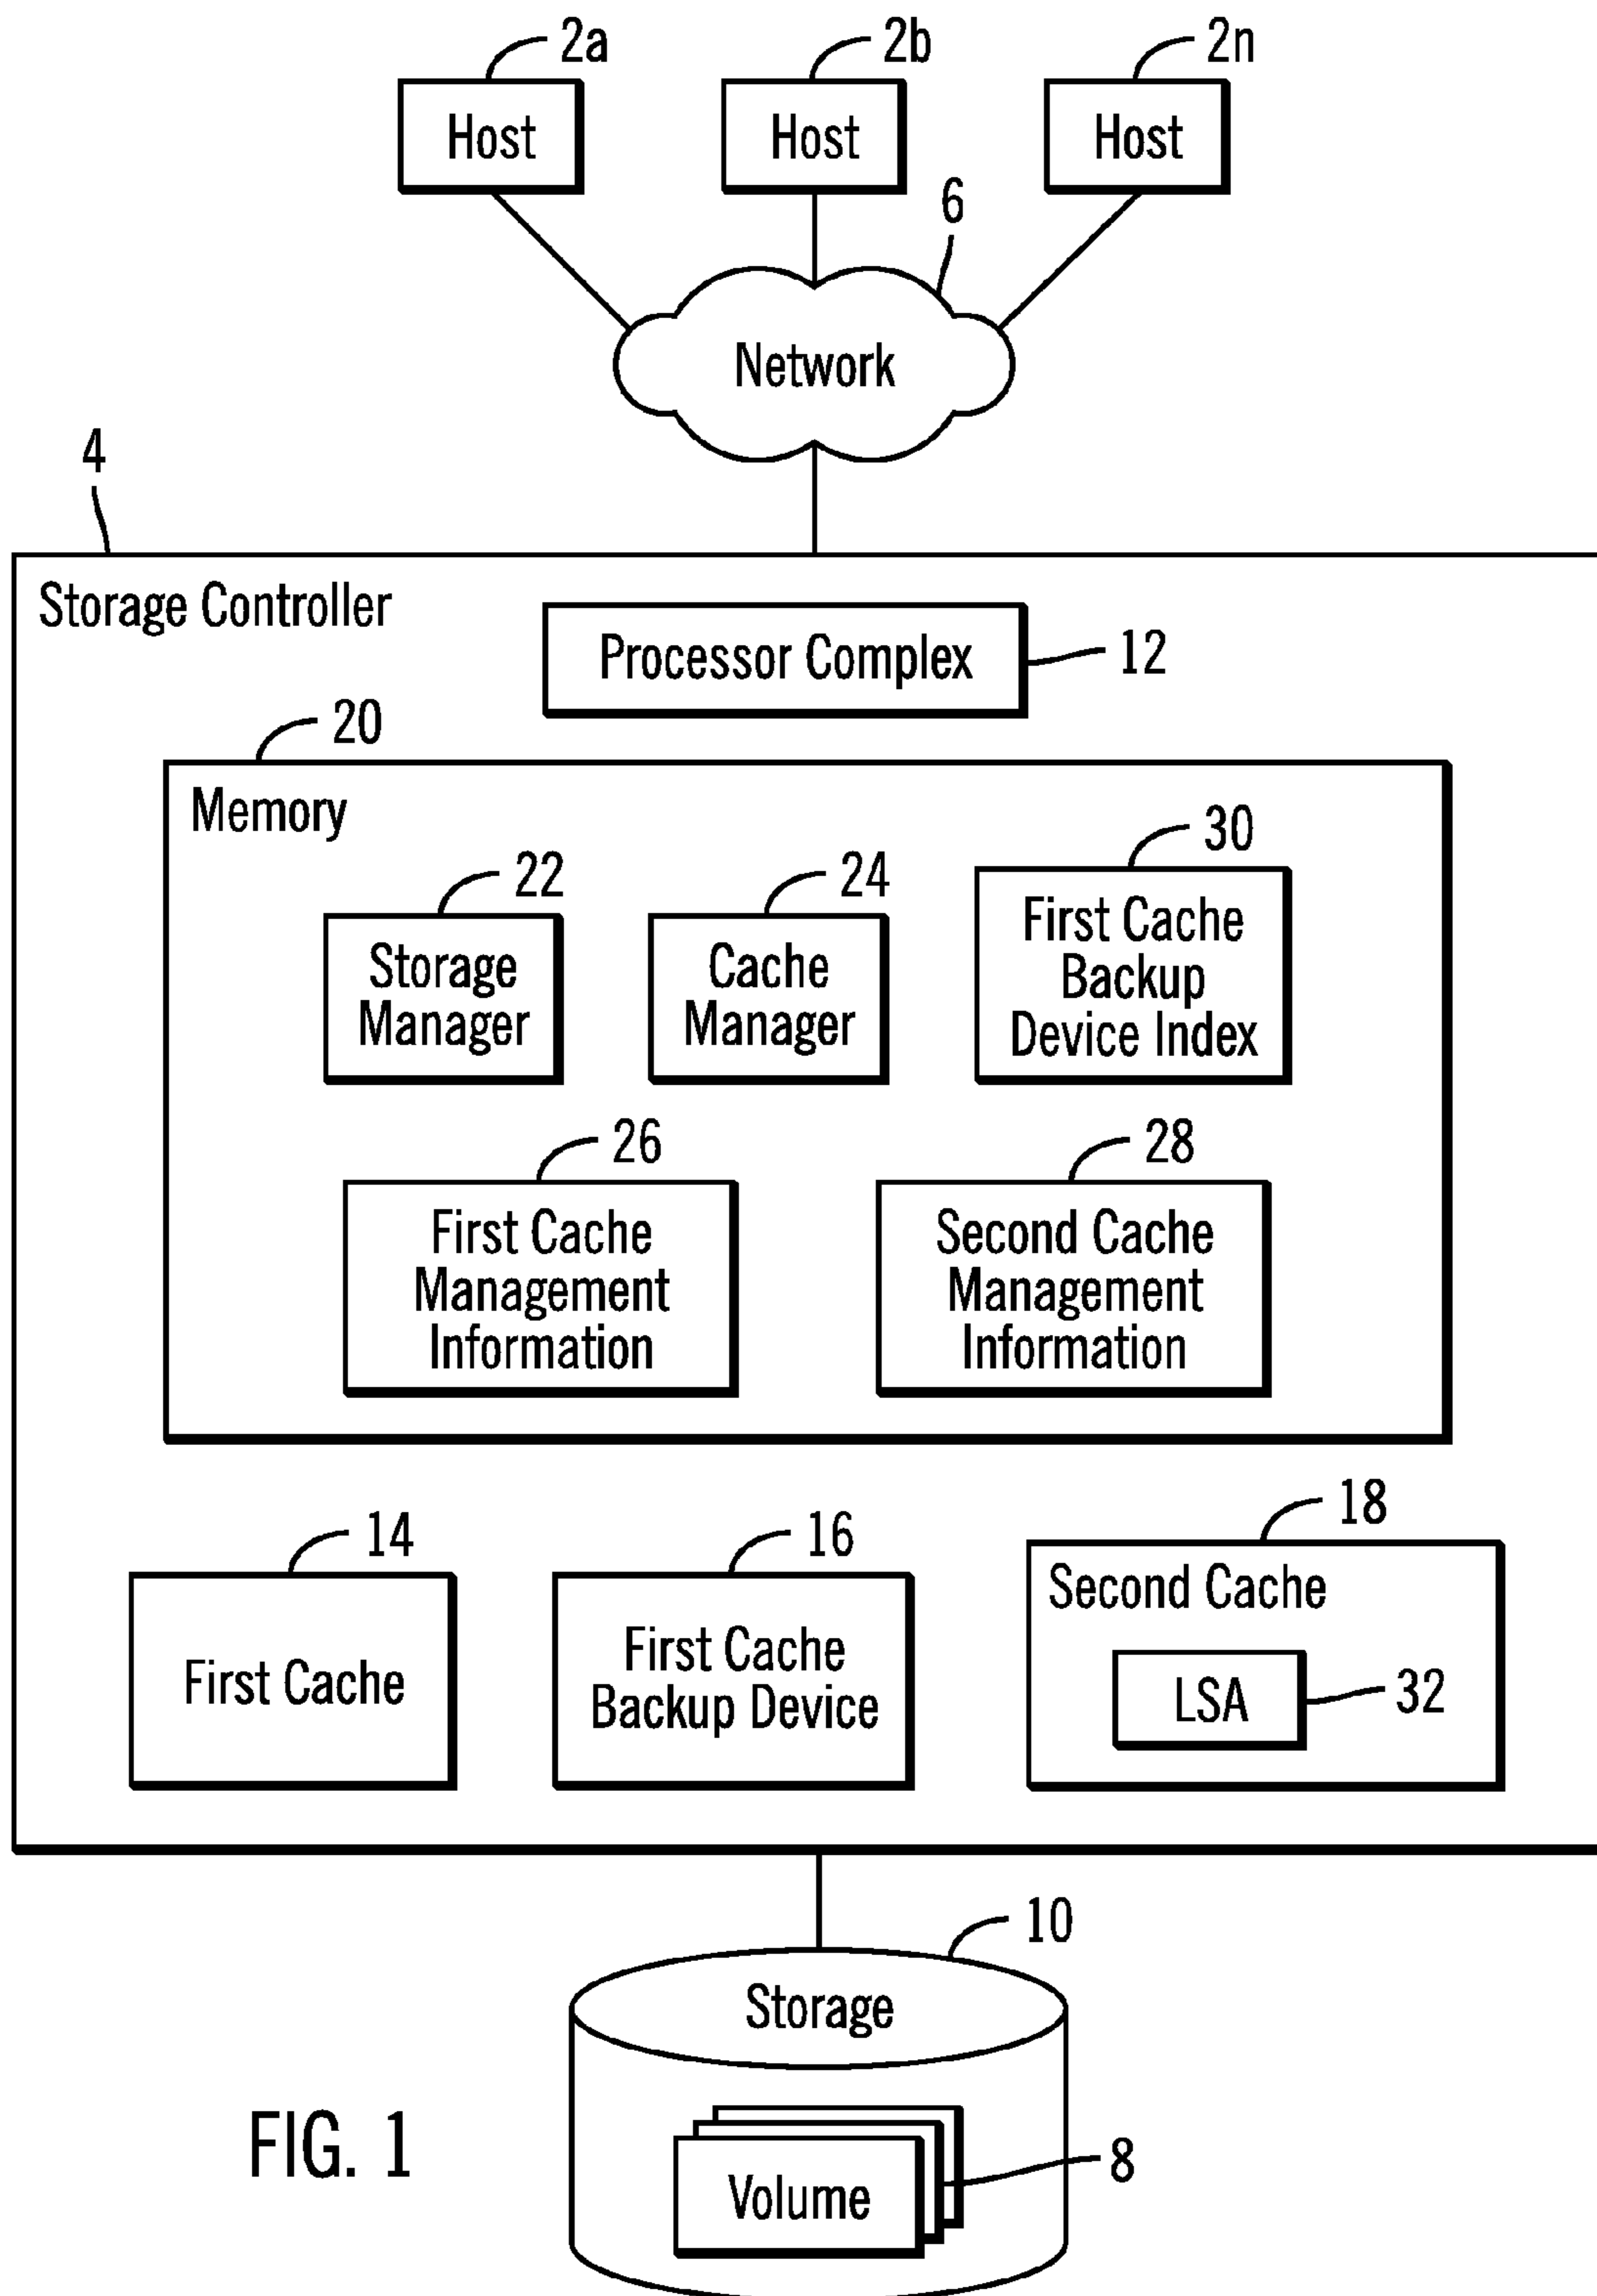 2a
2b
2n
Host
Host
Host
6
Network
4
Storage Controller
Processor Complex
12
20
Memory
22
24
30
Storage
Manager
Cache
Manager
First Cache
Backup
Device Index
26
28
First Cache
Management
Information
Second Cache
Management
Information
14
16
18
First Cache
First Cache
Backup Device
Second Cache
LSA
32
10
Storage
Volume
8
FIG. 1